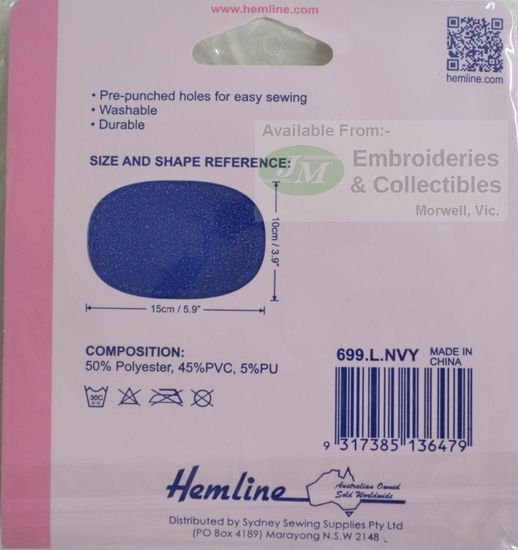 www.hemline.com
hemline.com
• Pre-punched holes for easy sewing
• Washable
• Durable
Available From:-
JM
Embroideries
& Collectibles
Morwell, Vic.
SIZE AND SHAPE REFERENCE:
10cm / 3.9"
15cm / 5.9"
COMPOSITION:
50% Polyester, 45%PVC, 5%PU
30C
699.L.NVY
MADE IN
CHINA
9 317385 136479
Hemline
Australian Owned
Sold Worldwide
Distributed by Sydney Sewing Supplies Pty Ltd
(PO Box 4189) Marayong N.S.W 2148